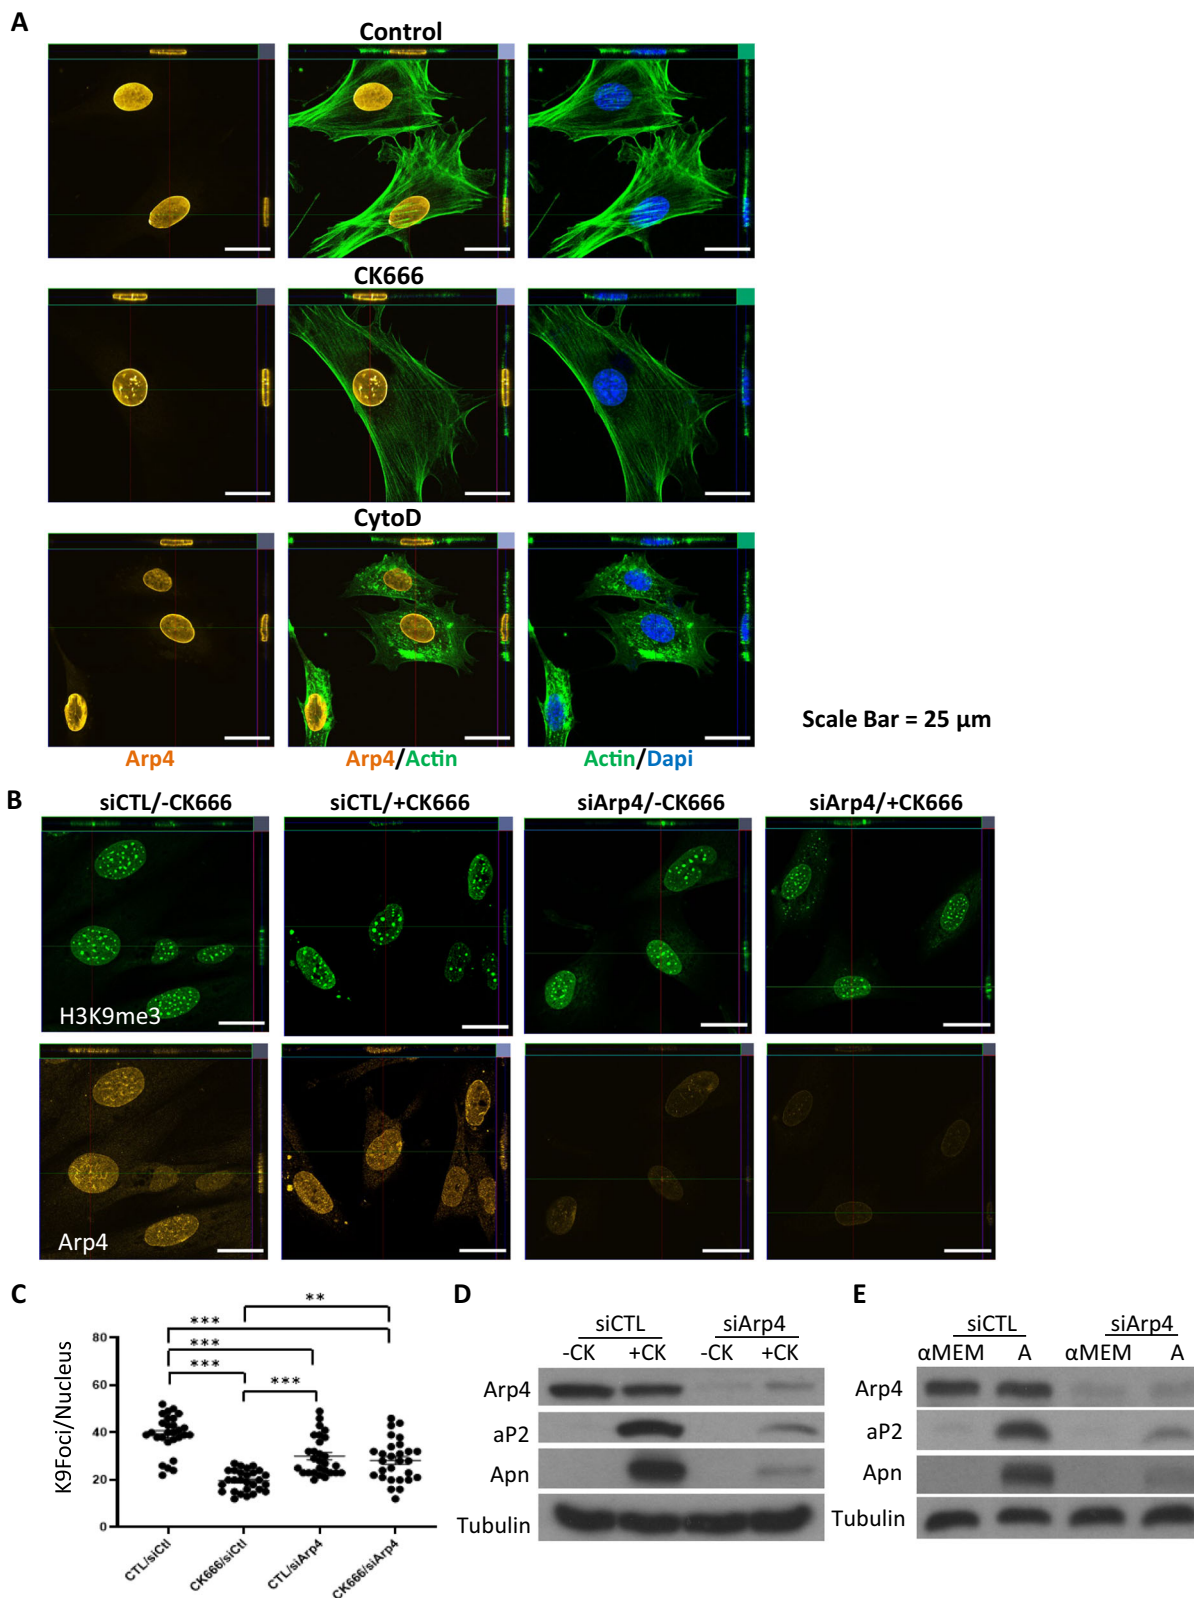 A
Control
CK666
CytoD
Scale Bar = 25 µm
Arp4 Arp4/Actin Actin/Dapi
B
siCTL/-CK666 siCTL/+CK666 siArp4/-CK666 siArp4/+CK666
H3K9me3
Arp4
C
** 
***
***
***
***
K9Foci/Nucleus
80
60
40
20
0
CTL/siCtl CK666/siCtl CTL/siArp4 CK666/siArp4
D
siCTL siArp4
-CK +CK -CK +CK
Arp4
aP2
Apn
Tubulin
E
siCTL siArp4
αMEM A αMEM A
Arp4
aP2
Apn
Tubulin